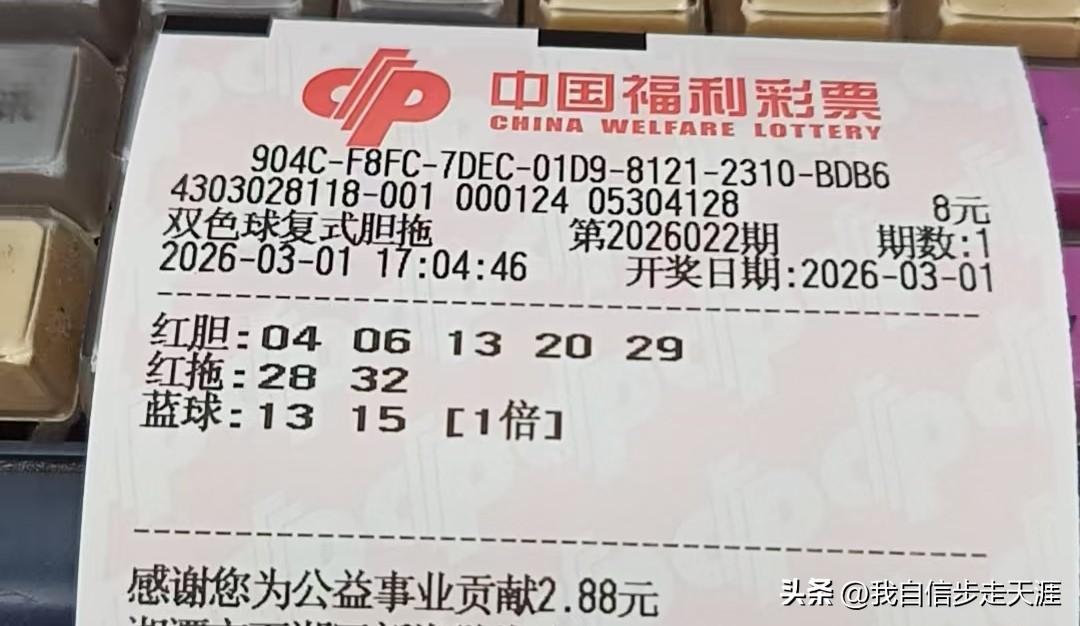 中国福利彩票
CHINA WELFARE LOTTERY
904C-F8FC-7DEC-01D9-8121-2310-BDB6
4303028118-001 000124 05304128 8元
双色球复式胆拖 第2026022期 期数:1
2026-03-01 17:04:46 开奖日期:2026-03-01
红胆:04 06 13 20 29
红拖:28 32
蓝球:13 15 [1倍]
感谢您为公益事业贡献2.88元
头条 @我自信步走天涯